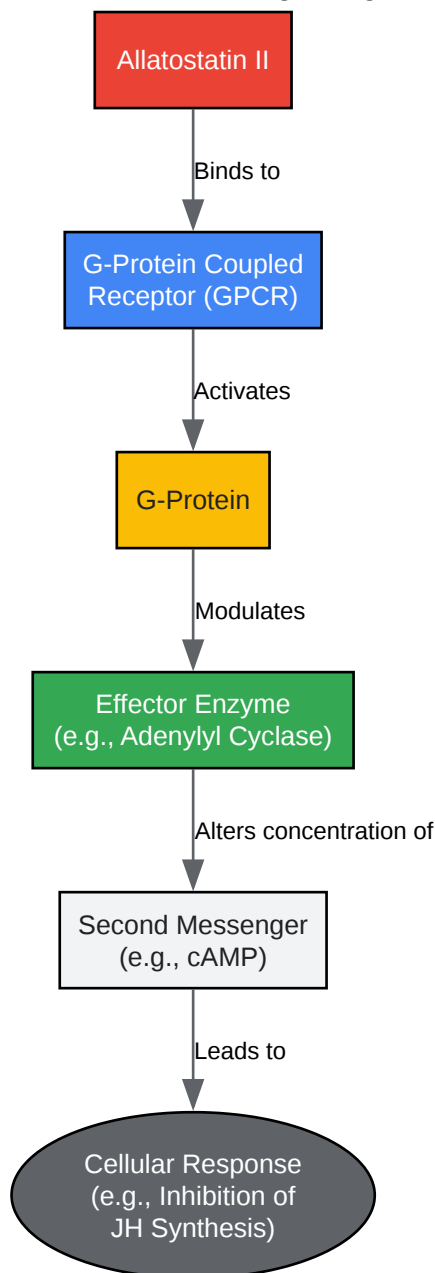 Allatostatin II
Binds to
G-Protein Coupled
Receptor (GPCR)
Activates
G-Protein
Modulates
Effector Enzyme
(e.g., Adenylyl Cyclase)
Alters concentration of
Second Messenger
(e.g., cAMP)
Leads to
Cellular Response
(e.g., Inhibition of
JH Synthesis)